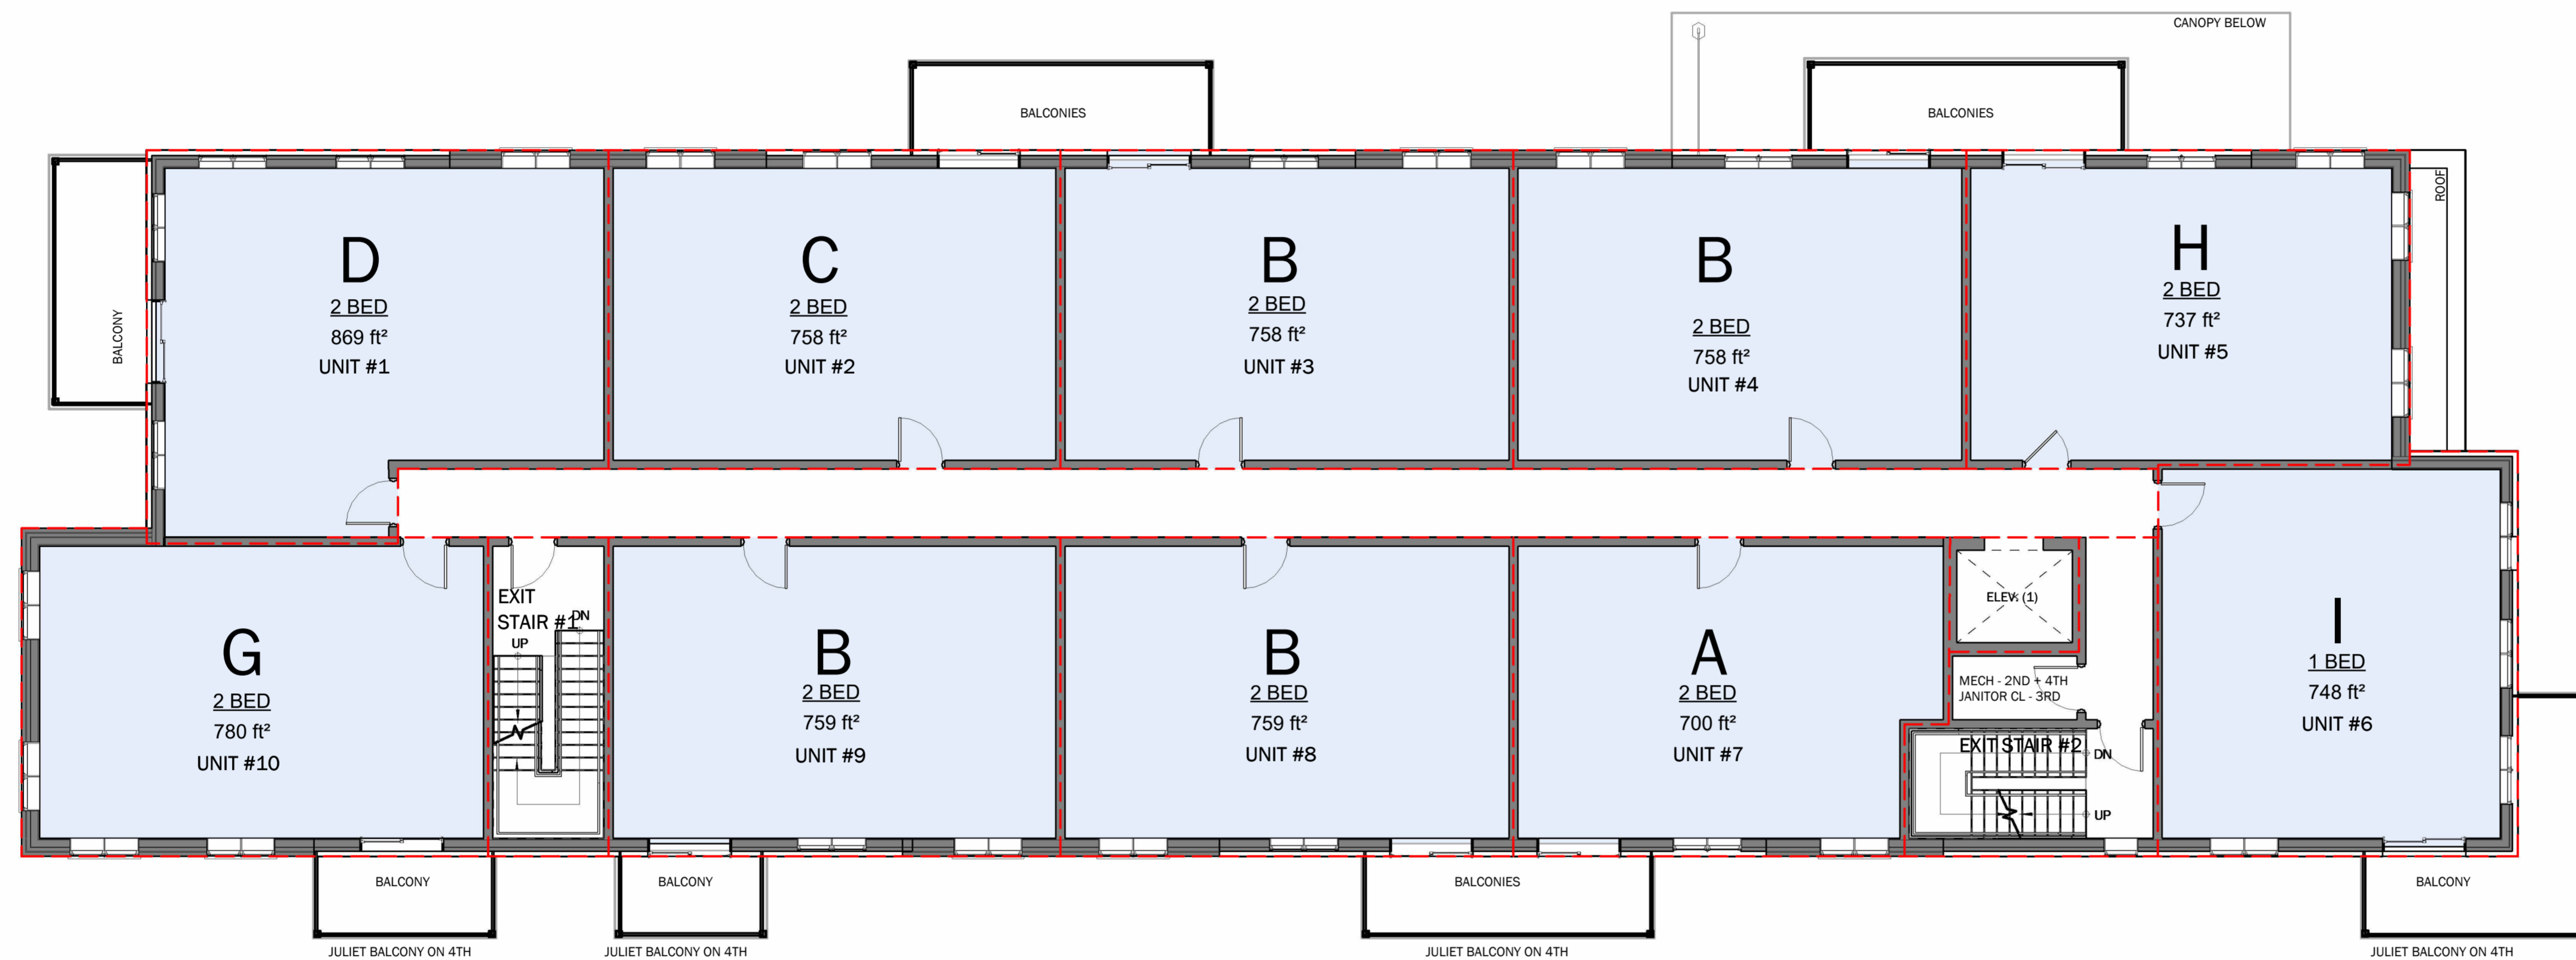 CANOPY BELOW
BALCONIES
BALCONIES
ROOF
BALCONY
D
2 BED
869 ft²
UNIT #1
C
2 BED
758 ft²
UNIT #2
B
2 BED
758 ft²
UNIT #3
B
2 BED
758 ft²
UNIT #4
H
2 BED
737 ft²
UNIT #5
G
2 BED
780 ft²
UNIT #10
EXIT
STAIR #1
DN
UP
B
2 BED
759 ft²
UNIT #9
B
2 BED
759 ft²
UNIT #8
A
2 BED
700 ft²
UNIT #7
ELEV. (1)
MECH - 2ND + 4TH
JANITOR CL - 3RD
EXIT STAIR #2
DN
UP
I
1 BED
748 ft²
UNIT #6
BALCONY
BALCONY
BALCONIES
BALCONY
JULIET BALCONY ON 4TH
JULIET BALCONY ON 4TH
JULIET BALCONY ON 4TH
JULIET BALCONY ON 4TH